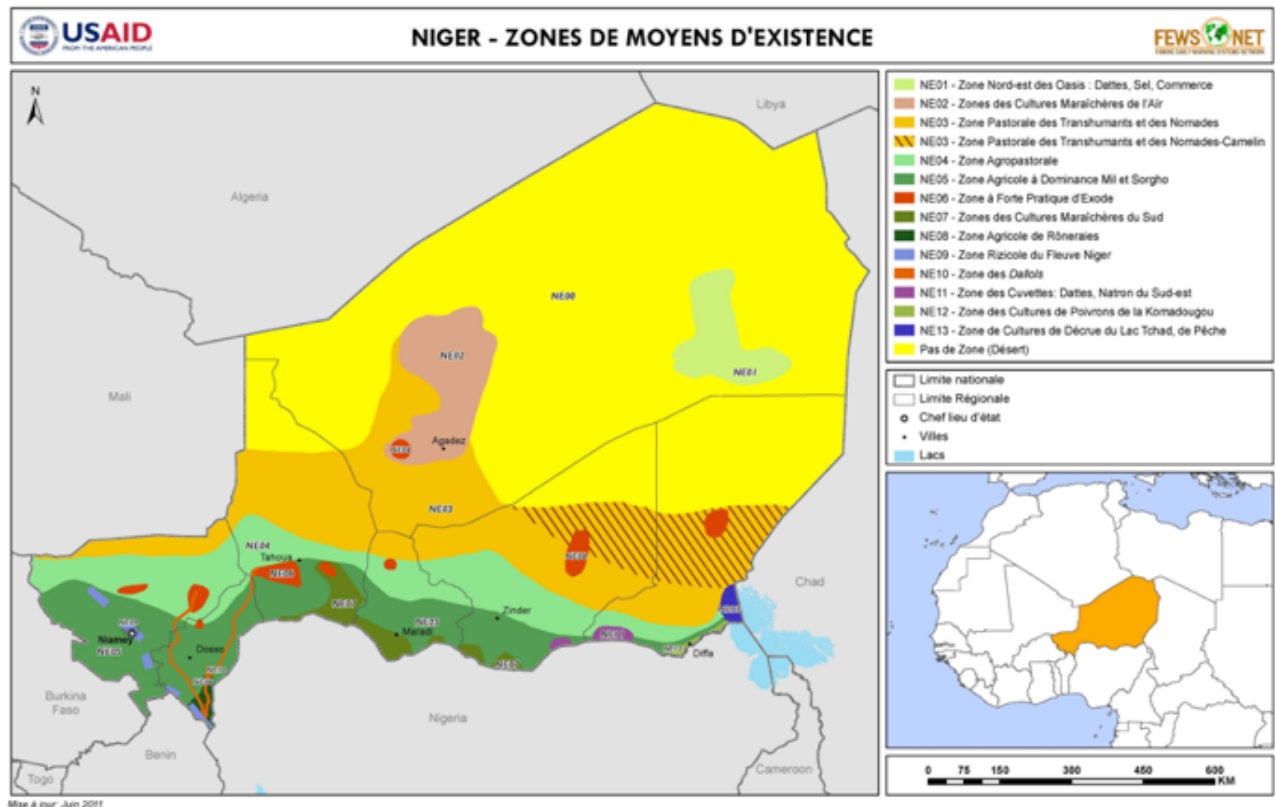 USAID
FROM THE AMERICAN PEOPLE
NIGER - ZONES DE MOYENS D'EXISTENCE
FEWS NET
FAMINE EARLY WARNING SYSTEMS NETWORK
N
Libya
Algeria
Mali
NE00
NE02
NE01
Agadez
NE03
NE04
Tahoua
NE06
NE07
Zinder
NE05
Maradi
Niamey
NE05
Dosso
Diffa
Chad
Burkina
Faso
Nigeria
Benin
Togo
Cameroon
NE01 - Zone Nord-est des Oasis : Dattes, Sel, Commerce
NE02 - Zones des Cultures Maraîchères de l'Aïr
NE03 - Zone Pastorale des Transhumants et des Nomades
NE03 - Zone Pastorale des Transhumants et des Nomades-Camelin
NE04 - Zone Agropastorale
NE05 - Zone Agricole à Dominance Mil et Sorgho
NE06 - Zone à Forte Pratique d'Exode
NE07 - Zones des Cultures Maraîchères du Sud
NE08 - Zone Agricole de Rôneraies
NE09 - Zone Rizicole du Fleuve Niger
NE10 - Zone des Dallols
NE11 - Zone des Cuvettes: Dattes, Natron du Sud-est
NE12 - Zone des Cultures de Poivrons de la Komadougou
NE13 - Zone de Cultures de Décrue du Lac Tchad, de Pêche
Pas de Zone (Désert)
Limite nationale
Limite Régionale
Chef lieu d'état
Villes
Lacs
0 75 150 300 450 600
KM
Mise à jour: Juin 2011